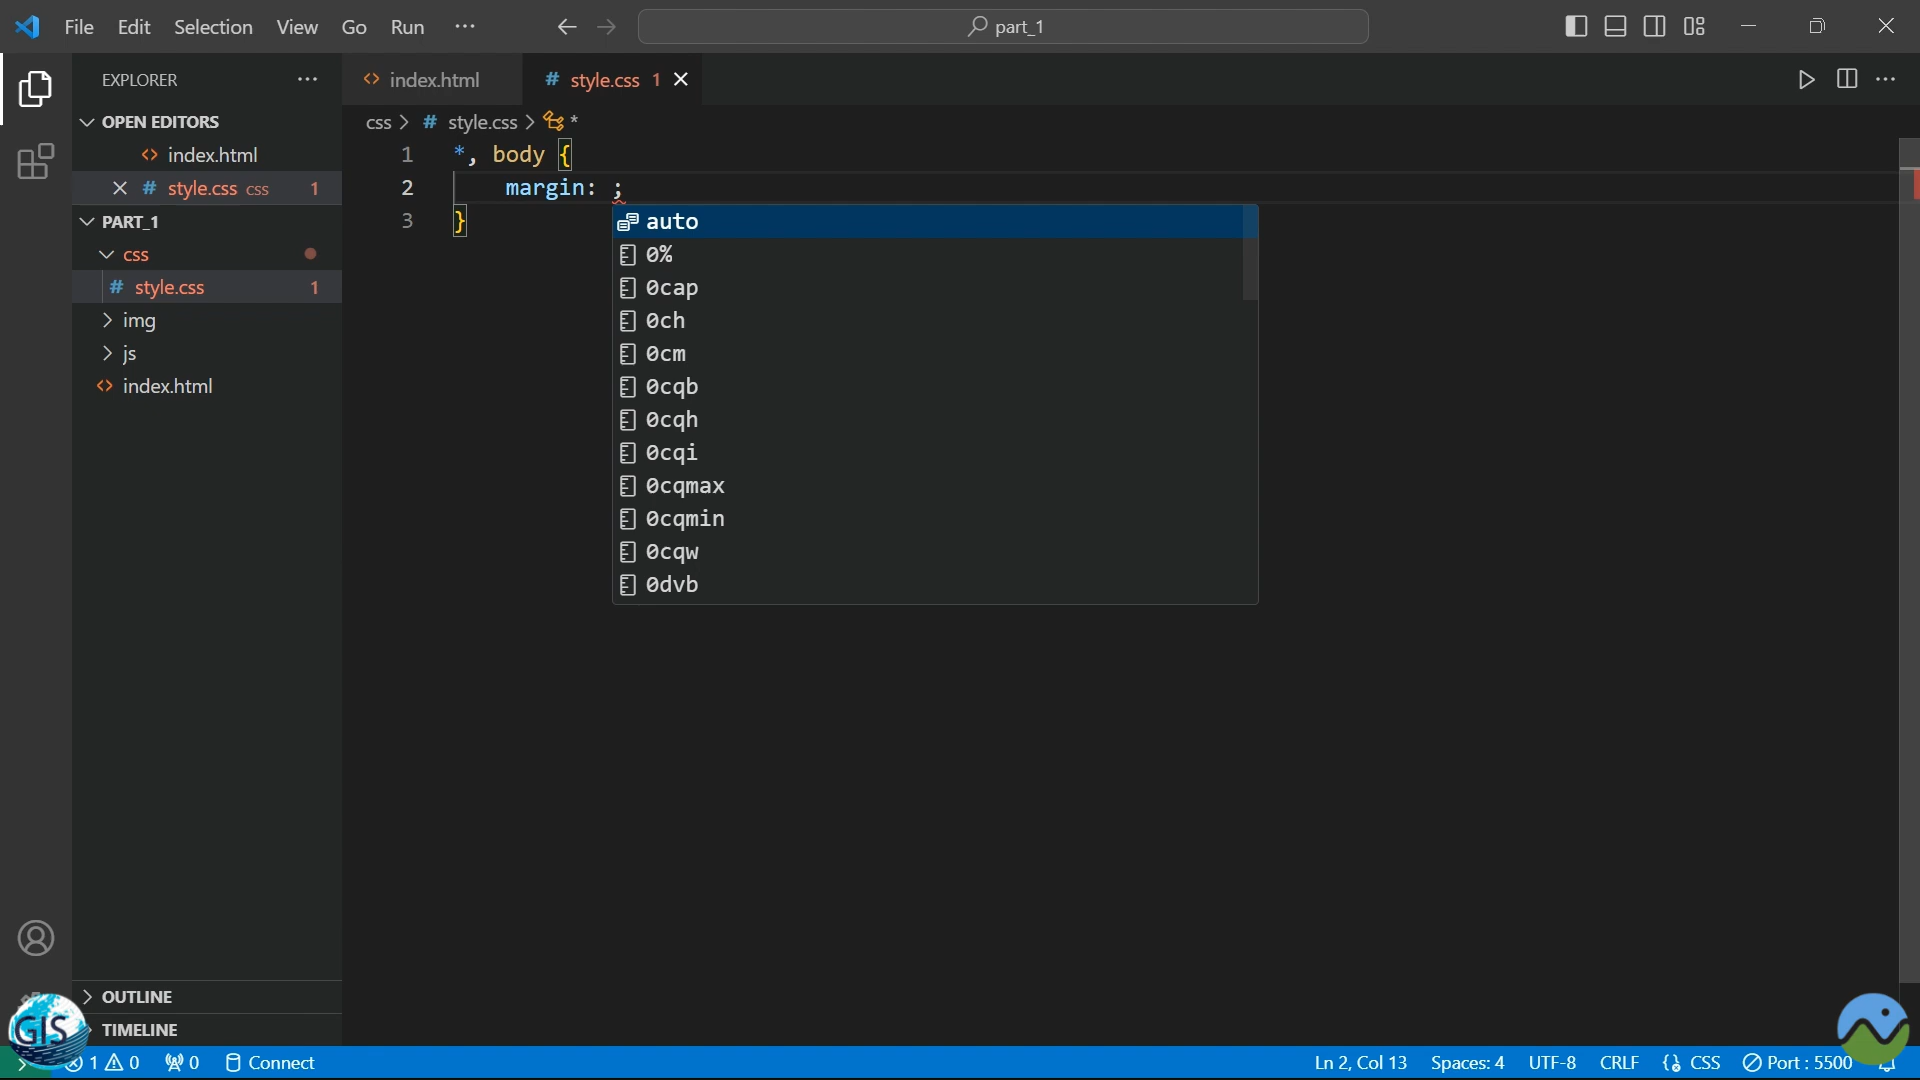 File Edit Selection View Go Run ··· part_1
EXPLORER ···
OPEN EDITORS
index.html
style.css css 1
PART_1
css
style.css 1
img
js
index.html
OUTLINE
TIMELINE
index.html # style.css 1
css > # style.css > *
1 *, body {
2 margin: ;
3 }
auto
0%
0cap
0ch
0cm
0cqb
0cqh
0cqi
0cqmax
0cqmin
0cqw
0dvb
GIS
1 0 0 Connect Ln 2, Col 13 Spaces: 4 UTF-8 CRLF {} CSS Port : 5500